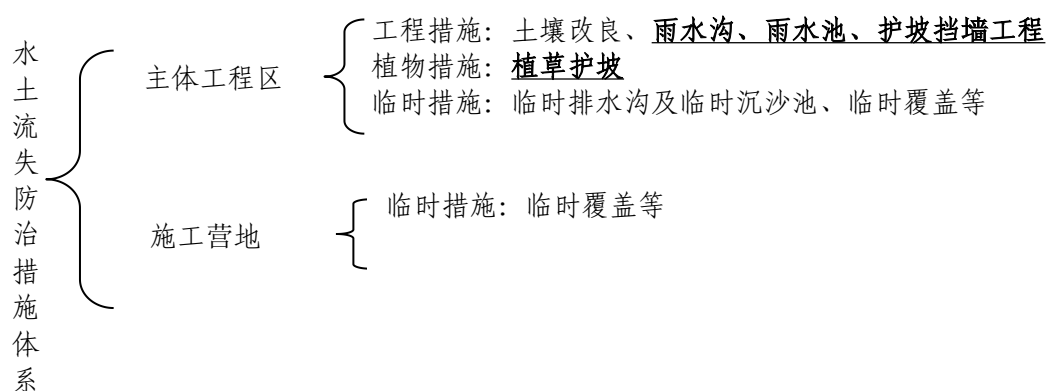 水土流失防治措施体系
主体工程区
工程措施：土壤改良、雨水沟、雨水池、护坡挡墙工程
植物措施：植草护坡
临时措施：临时排水沟及临时沉沙池、临时覆盖等
施工营地
临时措施：临时覆盖等